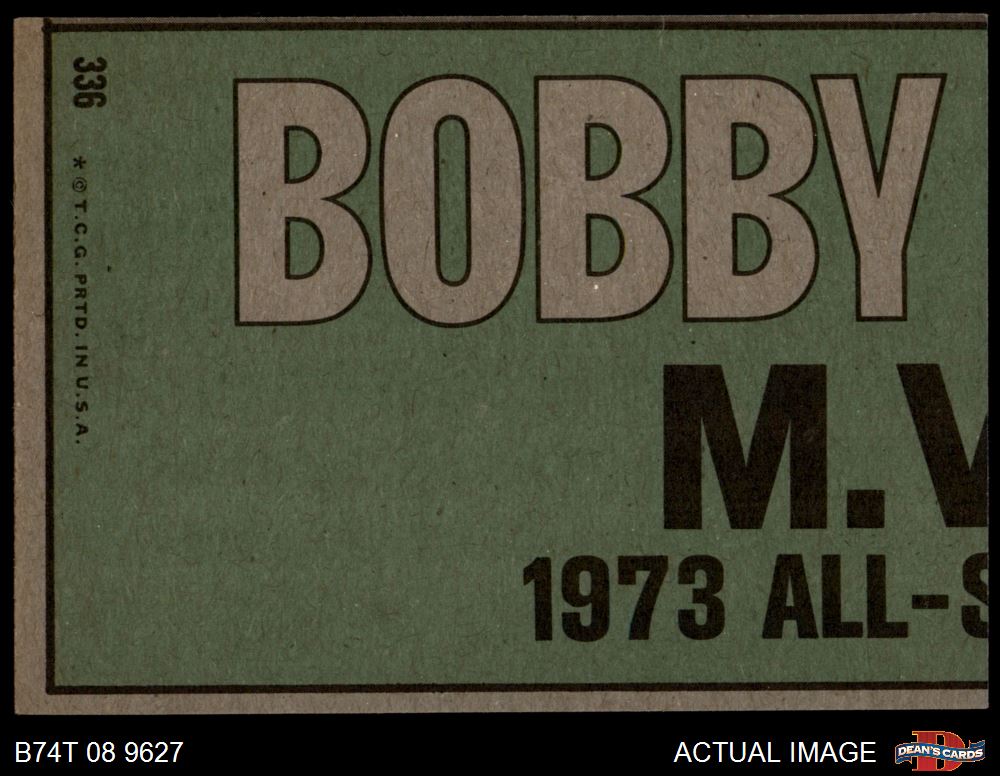 336
* © T.C.G. PRTD. IN U.S.A.
BOBBY
M.V
1973 ALL-S
B74T 08 9627
ACTUAL IMAGE
DEAN'S CARDS